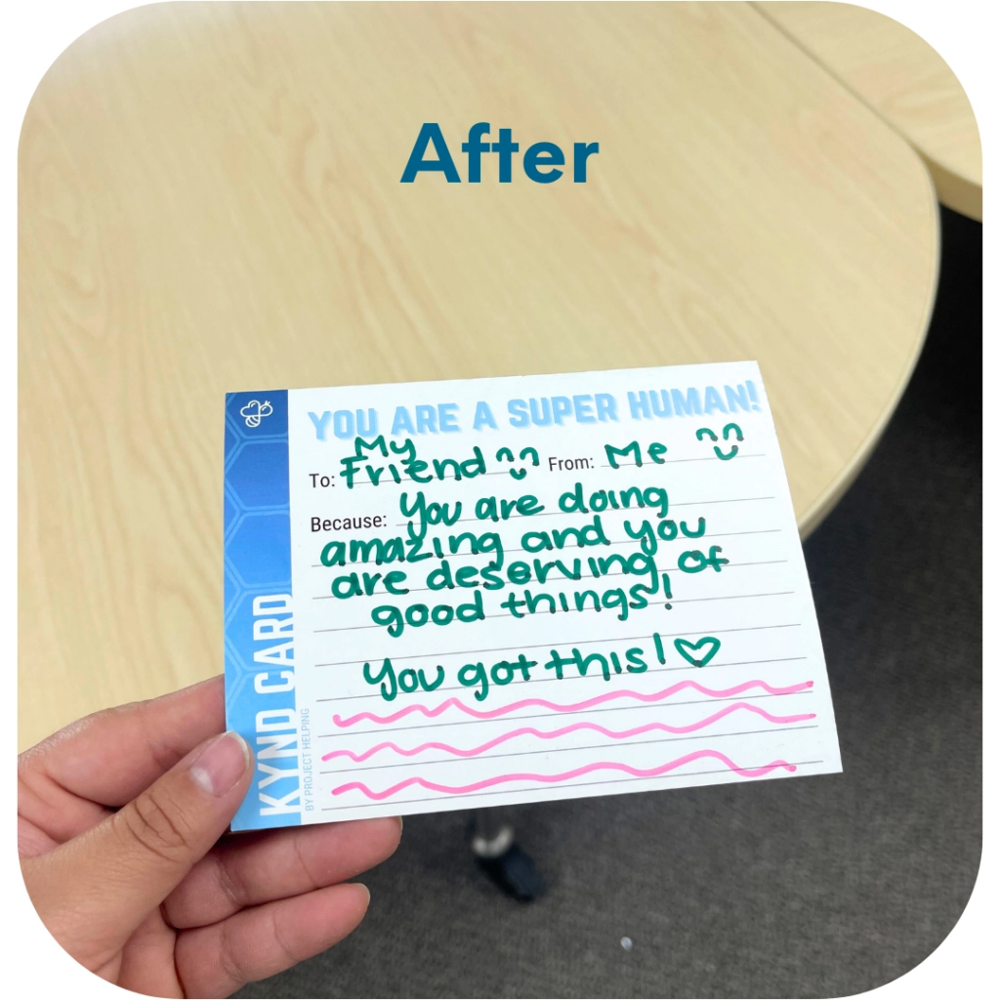 After
YOU ARE A SUPER HUMAN!
To: My Friend From: Me
Because: You are doing
amazing and you
are deserving of
good things!
You got this! ♡
KYND CARD
BY PROJECT HELPING